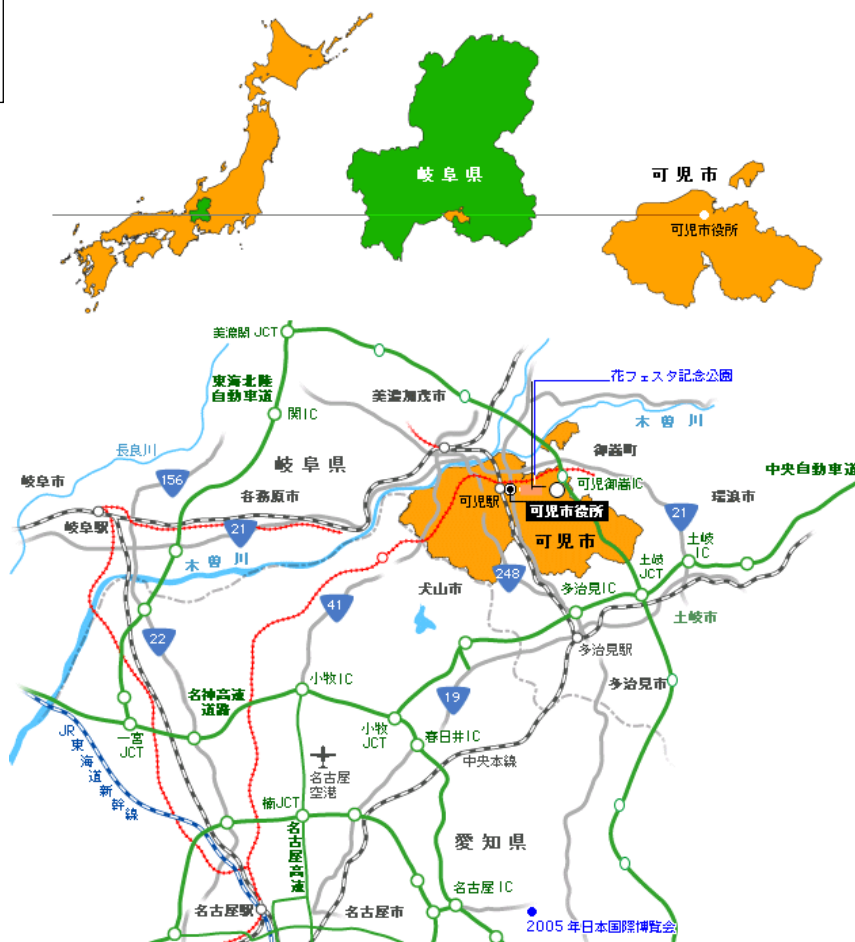 岐阜県
可児市
可児市役所
美濃関JCT
東海北陸
自動車道
関IC
美濃加茂市
花フェスタ記念公園
木曽川
長良川
岐阜県
御嵩町
中央自動車道
岐阜市
156
各務原市
可児駅
可児御嵩IC
瑞浪市
岐阜駅
21
可児市役所
21
木曽川
可児市
土岐
IC
土岐
JCT
248
犬山市
多治見IC
41
土岐市
22
多治見駅
小牧IC
多治見市
名神高速
道路
19
小牧
JCT
一宮
JCT
春日井IC
JR東海道新幹線
中央本線
名古屋
空港
楠JCT
名古屋高速
愛知県
名古屋IC
名古屋駅
名古屋市
2005年日本国際博覧会